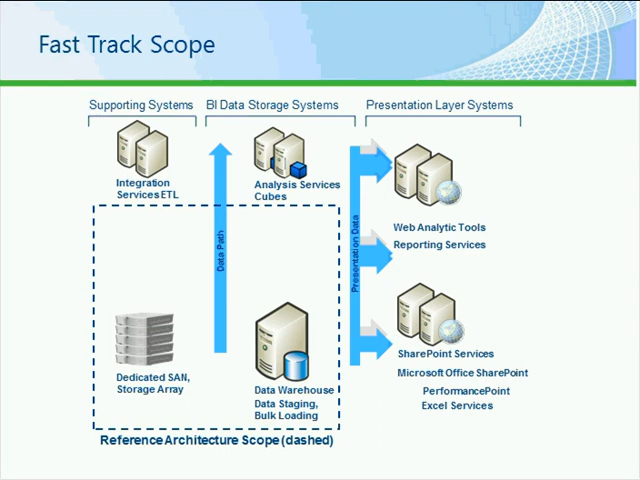 Fast Track Scope
Supporting Systems
BI Data Storage Systems
Presentation Layer Systems
Integration
Services ETL
Analysis Services
Cubes
Data Path
Presentation Data
Web Analytic Tools
Reporting Services
Dedicated SAN,
Storage Array
Data Warehouse
Data Staging,
Bulk Loading
SharePoint Services
Microsoft Office SharePoint
PerformancePoint
Excel Services
Reference Architecture Scope (dashed)